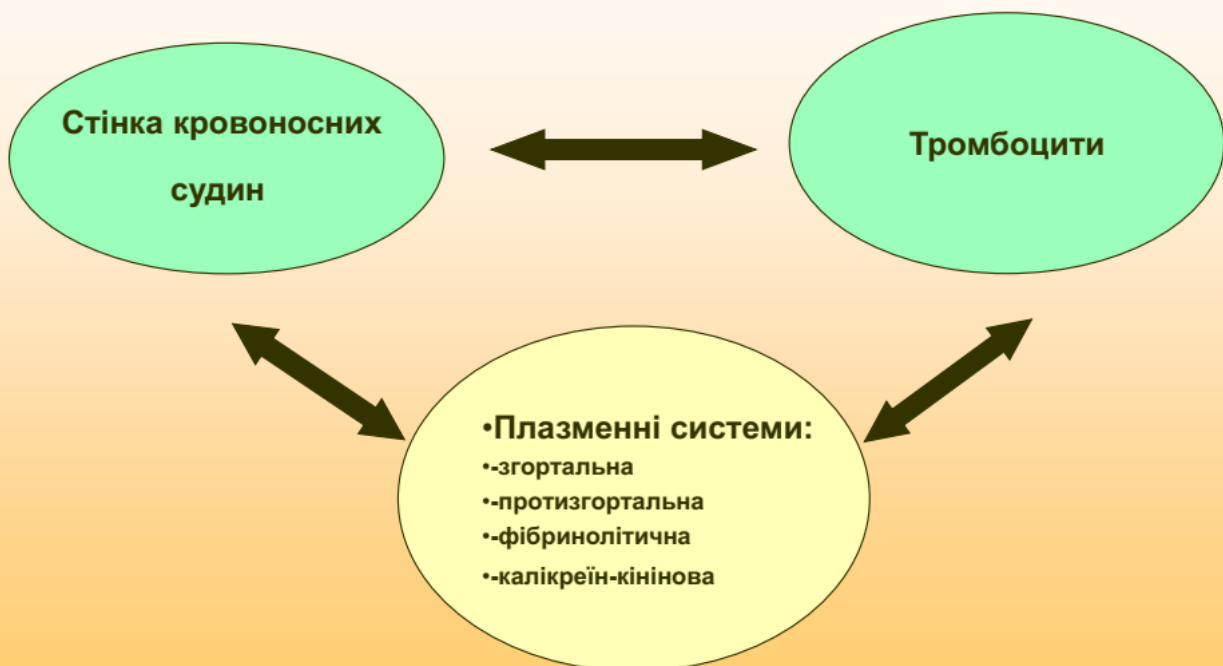 Стінка кровоносних
судин
Тромбоцити
•Плазменні системи:
•-згортальна
•-протизгортальна
•-фібринолітична
•-калікреїн-кінінова